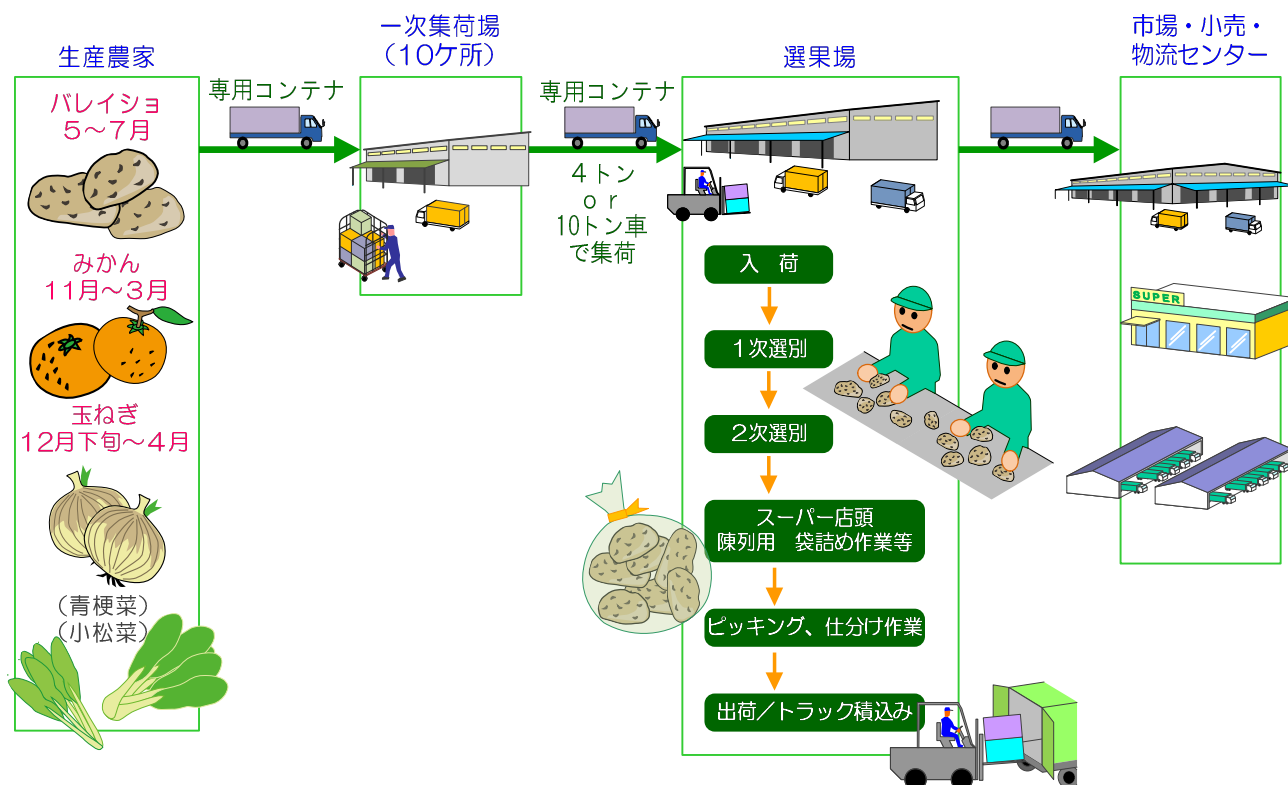 生産農家
バレイショ
5～7月
みかん
11月～3月
玉ねぎ
12月下旬～4月
（青梗菜）
（小松菜）
専用コンテナ
一次集荷場
（10ケ所）
専用コンテナ
4トン
or
10トン車
で集荷
選果場
入　荷
1次選別
2次選別
スーパー店頭
陳列用　袋詰め作業等
ピッキング、仕分け作業
出荷／トラック積込み
市場・小売・
物流センター
SUPER